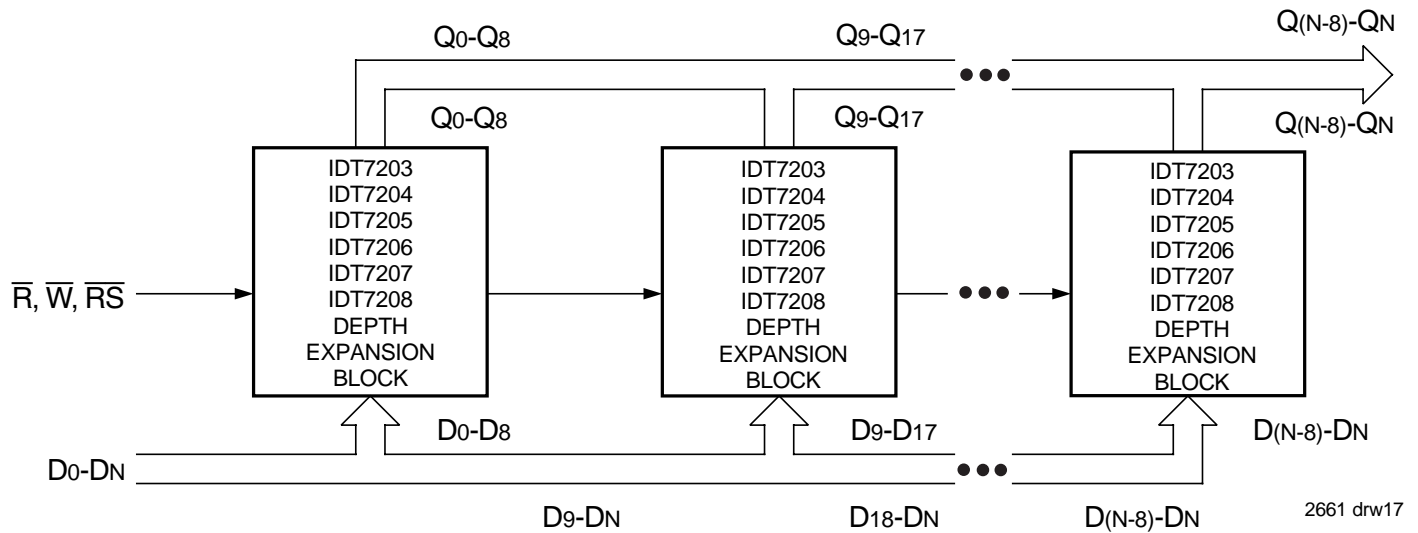 Q0-Q8
Q9-Q17
Q(N-8)-QN
Q0-Q8
Q9-Q17
Q(N-8)-QN
IDT7203
IDT7204
IDT7205
IDT7206
IDT7207
IDT7208
DEPTH
EXPANSION
BLOCK
IDT7203
IDT7204
IDT7205
IDT7206
IDT7207
IDT7208
DEPTH
EXPANSION
BLOCK
IDT7203
IDT7204
IDT7205
IDT7206
IDT7207
IDT7208
DEPTH
EXPANSION
BLOCK
R̅, W̅, R̅S̅
D0-D8
D9-D17
D(N-8)-DN
D0-DN
D9-DN
D18-DN
D(N-8)-DN
2661 drw17